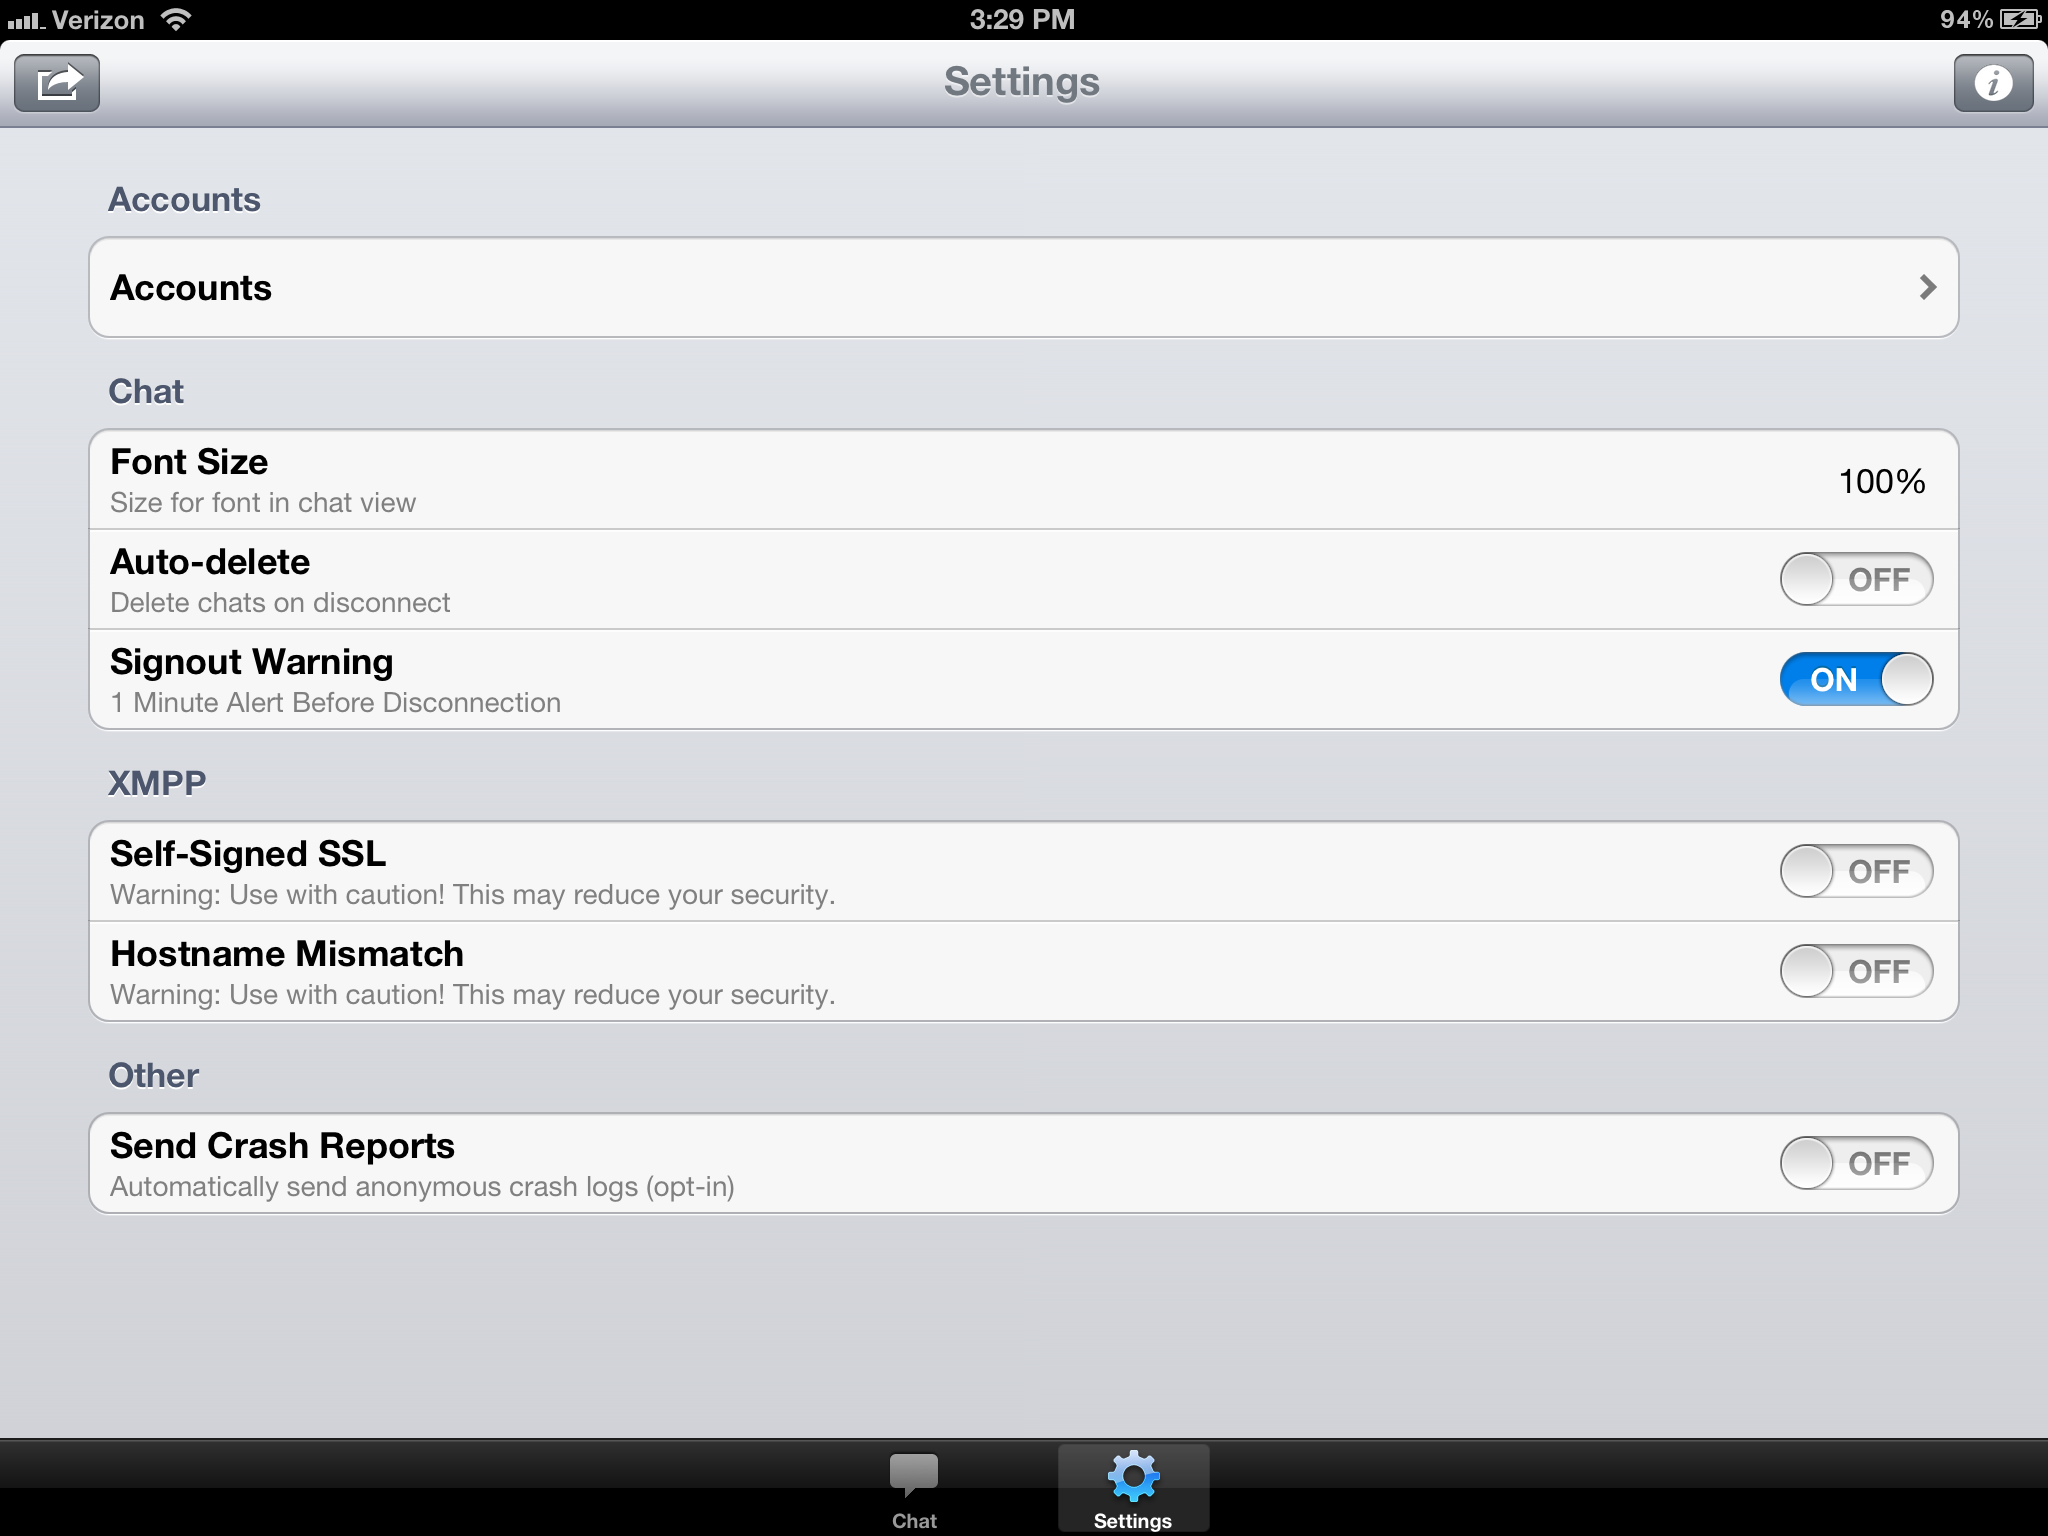 Verizon 3:29 PM 94%
Settings
Accounts
Accounts
Chat
Font Size
Size for font in chat view
100%
Auto-delete
Delete chats on disconnect
OFF
Signout Warning
1 Minute Alert Before Disconnection
ON
XMPP
Self-Signed SSL
Warning: Use with caution! This may reduce your security.
OFF
Hostname Mismatch
Warning: Use with caution! This may reduce your security.
OFF
Other
Send Crash Reports
Automatically send anonymous crash logs (opt-in)
OFF
Chat Settings